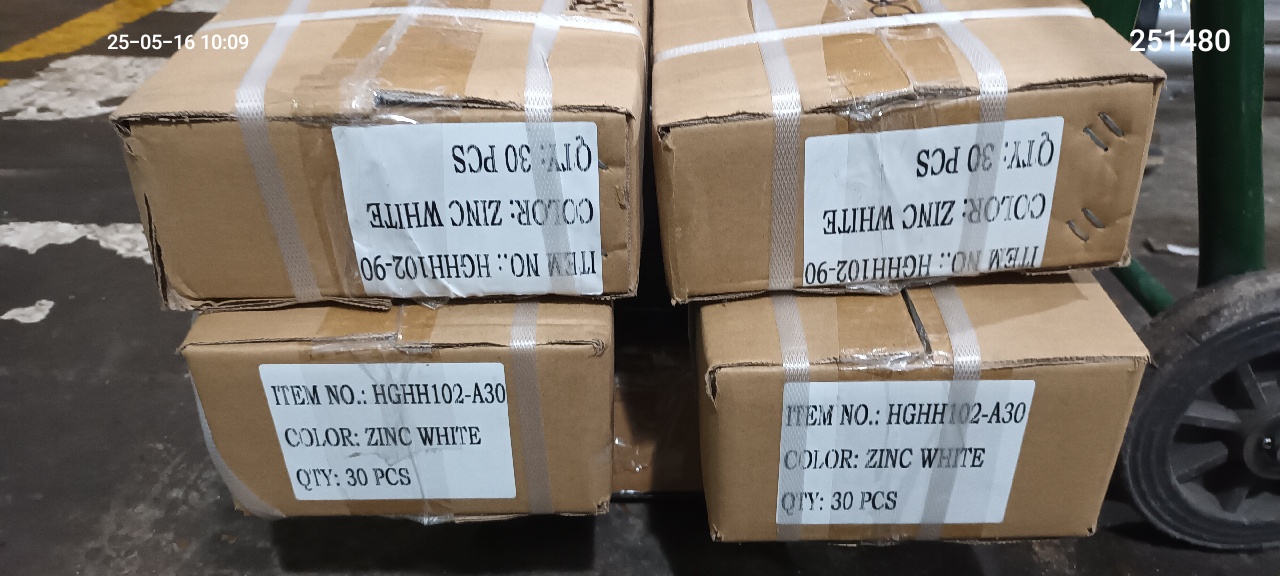 25-05-16 10:09
251480
QTY: 30 PCS
COLOR: ZINC WHITE
ITEM NO.: HGHH102-90
QTY: 30 PCS
COLOR: ZINC WHITE
ITEM NO.: HGHH102-90
ITEM NO.: HGHH102-A30
COLOR: ZINC WHITE
QTY: 30 PCS
ITEM NO.: HGHH102-A30
COLOR: ZINC WHITE
QTY: 30 PCS